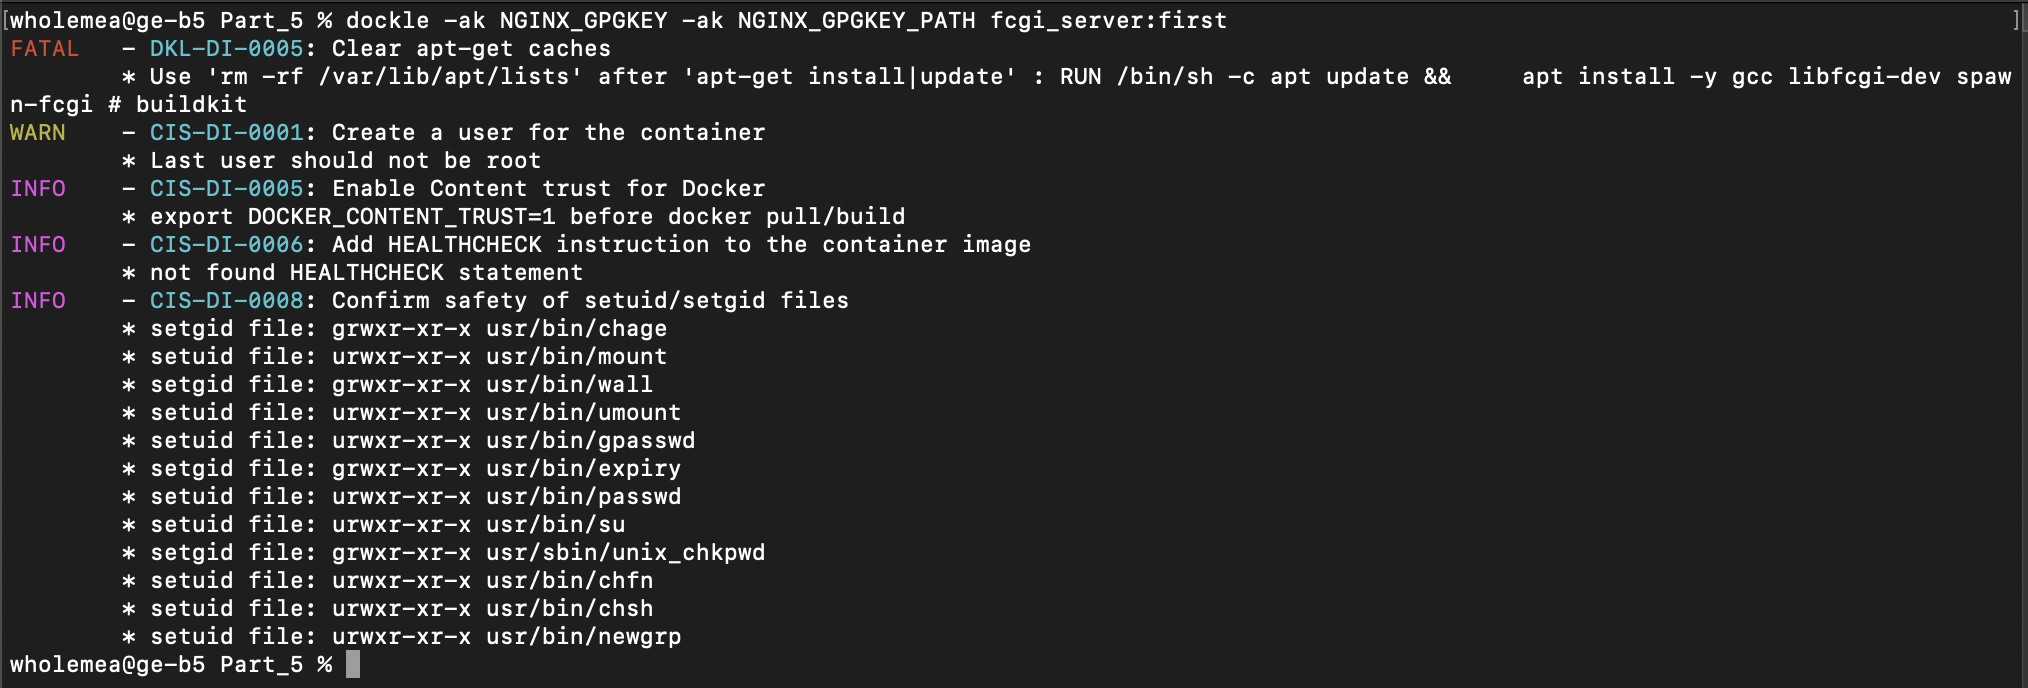 [wholemea@ge-b5 Part_5 % dockle -ak NGINX_GPGKEY -ak NGINX_GPGKEY_PATH fcgi_server:first ]
FATAL   - DKL-DI-0005: Clear apt-get caches
        * Use 'rm -rf /var/lib/apt/lists' after 'apt-get install|update' : RUN /bin/sh -c apt update &&     apt install -y gcc libfcgi-dev spaw
n-fcgi # buildkit
WARN    - CIS-DI-0001: Create a user for the container
        * Last user should not be root
INFO    - CIS-DI-0005: Enable Content trust for Docker
        * export DOCKER_CONTENT_TRUST=1 before docker pull/build
INFO    - CIS-DI-0006: Add HEALTHCHECK instruction to the container image
        * not found HEALTHCHECK statement
INFO    - CIS-DI-0008: Confirm safety of setuid/setgid files
        * setgid file: grwxr-xr-x usr/bin/chage
        * setuid file: urwxr-xr-x usr/bin/mount
        * setgid file: grwxr-xr-x usr/bin/wall
        * setuid file: urwxr-xr-x usr/bin/umount
        * setuid file: urwxr-xr-x usr/bin/gpasswd
        * setgid file: grwxr-xr-x usr/bin/expiry
        * setuid file: urwxr-xr-x usr/bin/passwd
        * setuid file: urwxr-xr-x usr/bin/su
        * setgid file: grwxr-xr-x usr/sbin/unix_chkpwd
        * setuid file: urwxr-xr-x usr/bin/chfn
        * setuid file: urwxr-xr-x usr/bin/chsh
        * setuid file: urwxr-xr-x usr/bin/newgrp
wholemea@ge-b5 Part_5 %